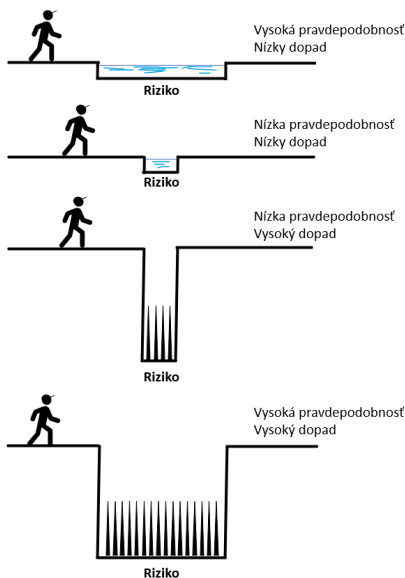 Vysoká pravdepodobnosť
Nízky dopad
Riziko
Nízka pravdepodobnosť
Nízky dopad
Riziko
Nízka pravdepodobnosť
Vysoký dopad
Riziko
Vysoká pravdepodobnosť
Vysoký dopad
Riziko